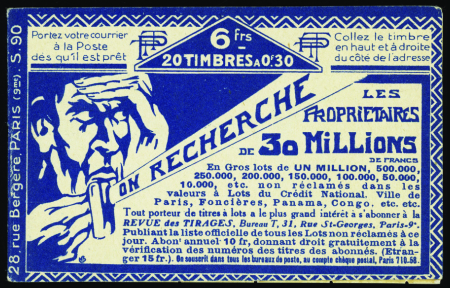 28, rue Bergère, PARIS (9me). S. 90
Portez votre courrier
à la Poste
dès qu'il est prêt
6 frs
20 TIMBRES A 0f.30
Collez le timbre
en haut et à droite
du côté de l'adresse
ON RECHERCHE
LES
PROPRIETAIRES
DE 30 MILLIONS
DE FRANCS
En Gros lots de UN MILLION, 500.000,
250.000, 200.000, 150.000, 100.000, 50.000,
10.000, etc. non réclamés dans les
valeurs à Lots du Crédit National. Ville de
Paris, Foncières, Panama, Congo. etc. etc.
Tout porteur de titres à lots a le plus grand intérêt à s'abonner à la
REVUE des TIRAGES, Bureau T, 31, Rue St-Georges, Paris-9e.
Publiant la liste officielle de tous les Lots non réclamés à ce
jour. Abont annuel 10 fr, donnant droit gratuitement à la
vérification des numéros des titres des abonnés. (Etran-
ger 15 fr.). On souscrit dans tous les bureaux de poste, au compte chèque postal, Paris 710.58.